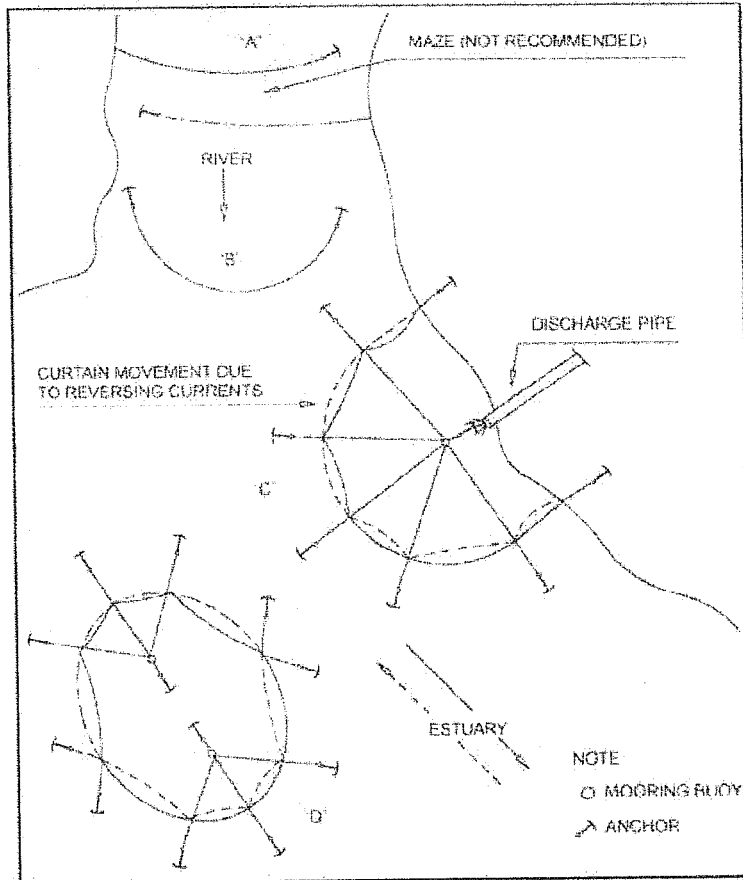 "A"
MAZE (NOT RECOMMENDED)
RIVER
"B"
DISCHARGE PIPE
CURTAIN MOVEMENT DUE
TO REVERSING CURRENTS
"C"
ESTUARY
NOTE
MOORING BUOY
ANCHOR
"D"